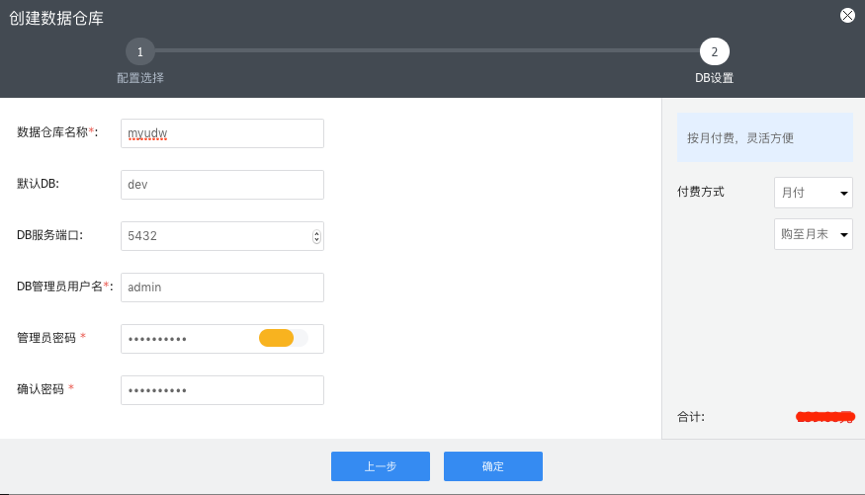 创建数据仓库
1
2
配置选择
DB设置
数据仓库名称*:
myudw
默认DB:
dev
DB服务端口:
5432
DB管理员用户名*:
admin
管理员密码 *
••••••••••
确认密码 *
••••••••••
按月付费，灵活方便
付费方式
月付
购至月末
合计:
上一步
确定